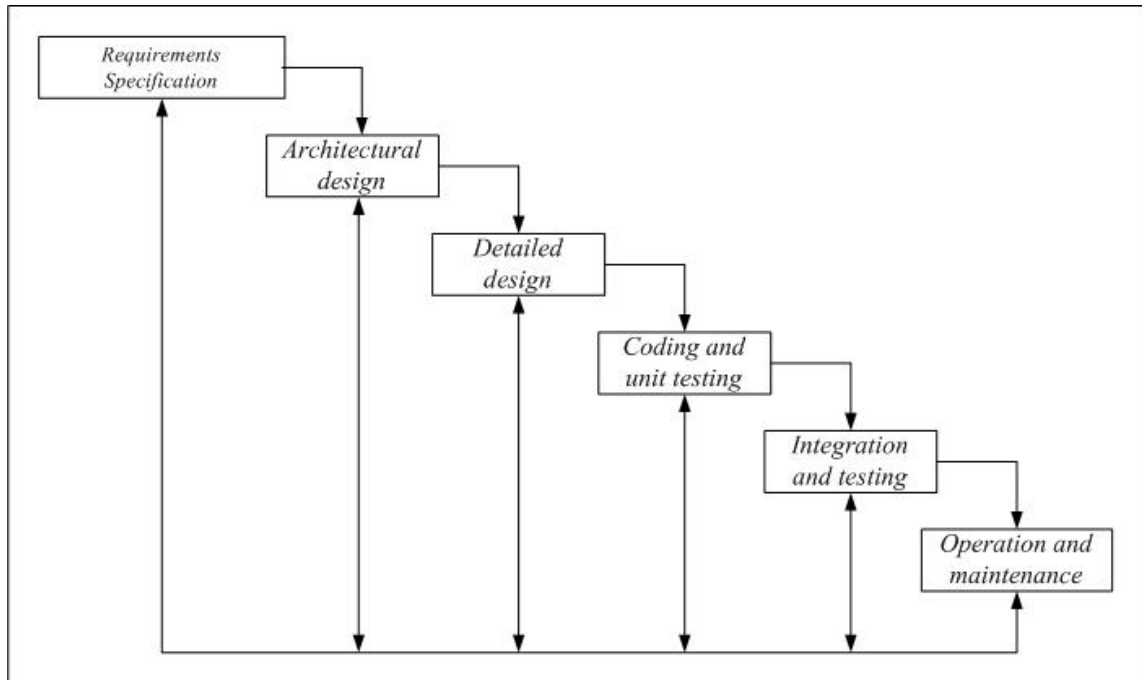 Requirements
Specification
Architectural
design
Detailed
design
Coding and
unit testing
Integration
and testing
Operation and
maintenance